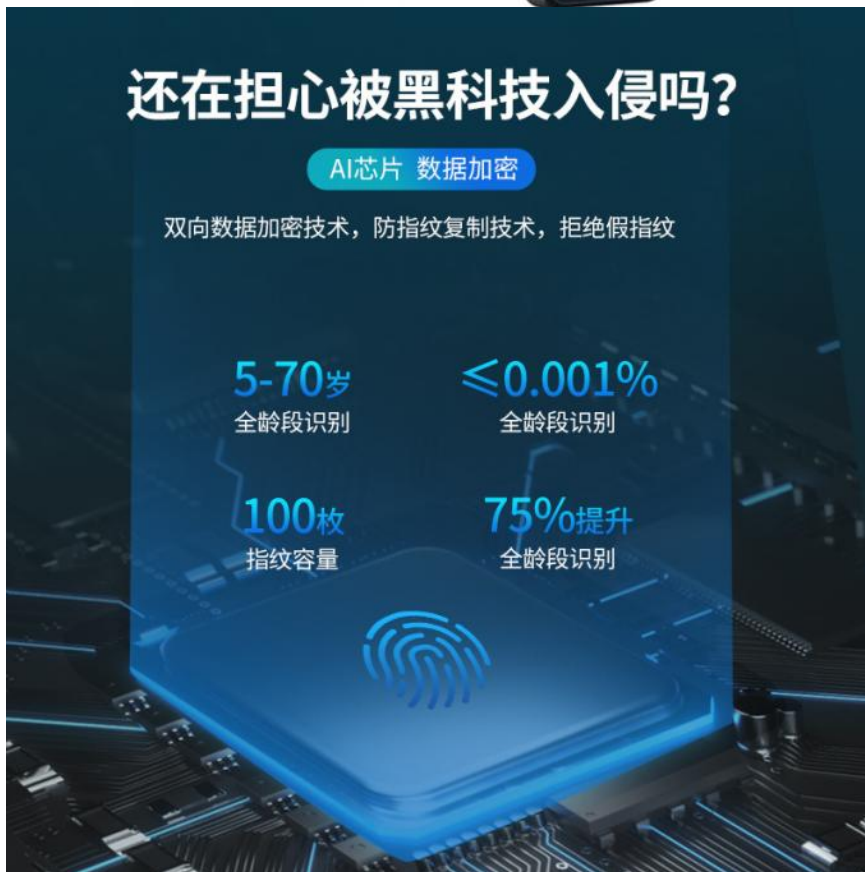 还在担心被黑科技入侵吗？
AI芯片 数据加密
双向数据加密技术，防指纹复制技术，拒绝假指纹
5-70岁
全龄段识别
≤0.001%
全龄段识别
100枚
指纹容量
75%提升
全龄段识别